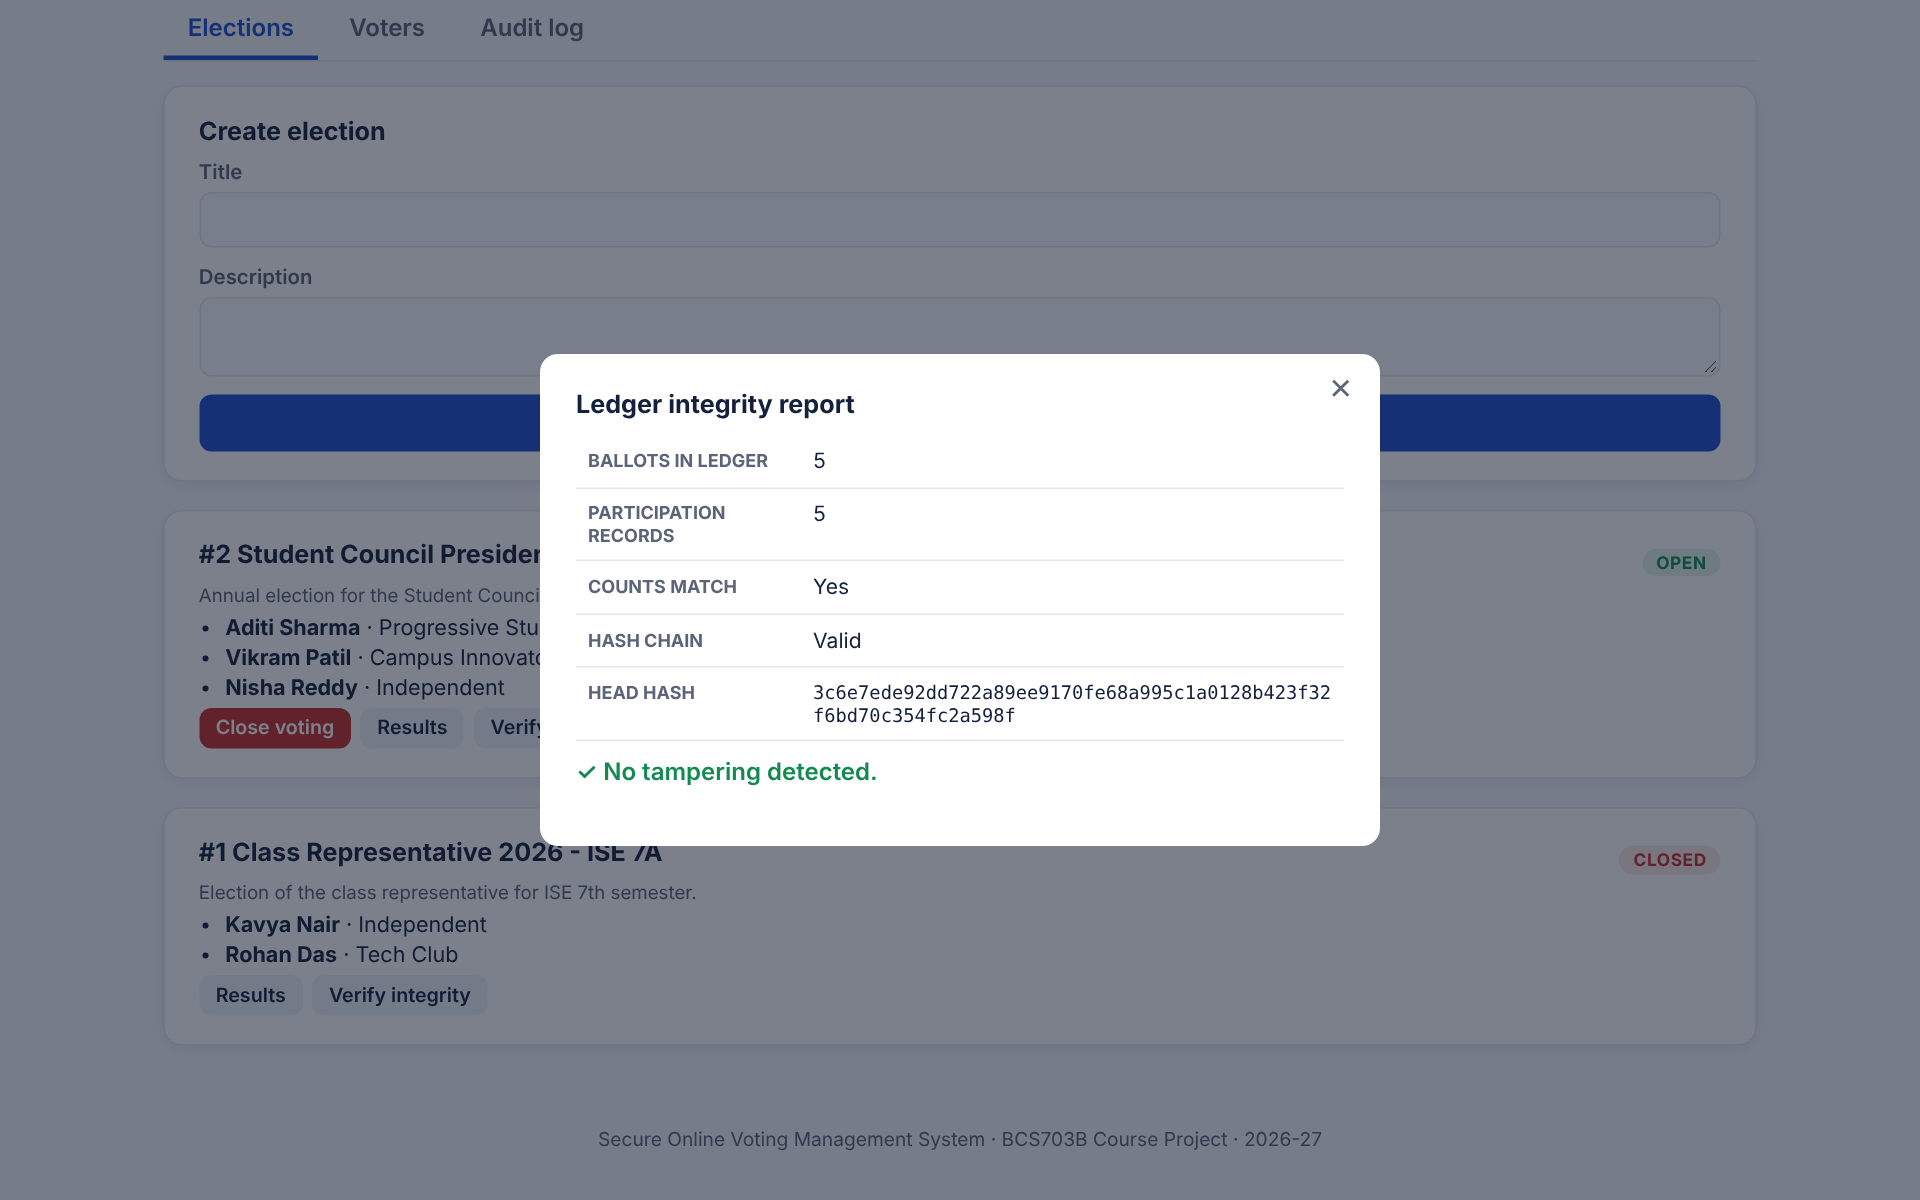 Elections Voters Audit log
Create election
Title
Description
Ledger integrity report
BALLOTS IN LEDGER 5
PARTICIPATION RECORDS 5
COUNTS MATCH Yes
HASH CHAIN Valid
HEAD HASH 3c6e7ede92dd722a89ee9170fe68a995c1a0128b423f32
f6bd70c354fc2a598f
✓ No tampering detected.
#2 Student Council
OPEN
Annual election for the Student
• Aditi Sharma · Progressive
• Vikram Patil · Campus
• Nisha Reddy · Independent
Close voting Results Verify
#1 Class Representative 2026 - ISE 7A
CLOSED
Election of the class representative for ISE 7th semester.
• Kavya Nair · Independent
• Rohan Das · Tech Club
Results Verify integrity
Secure Online Voting Management System · BCS703B Course Project · 2026-27